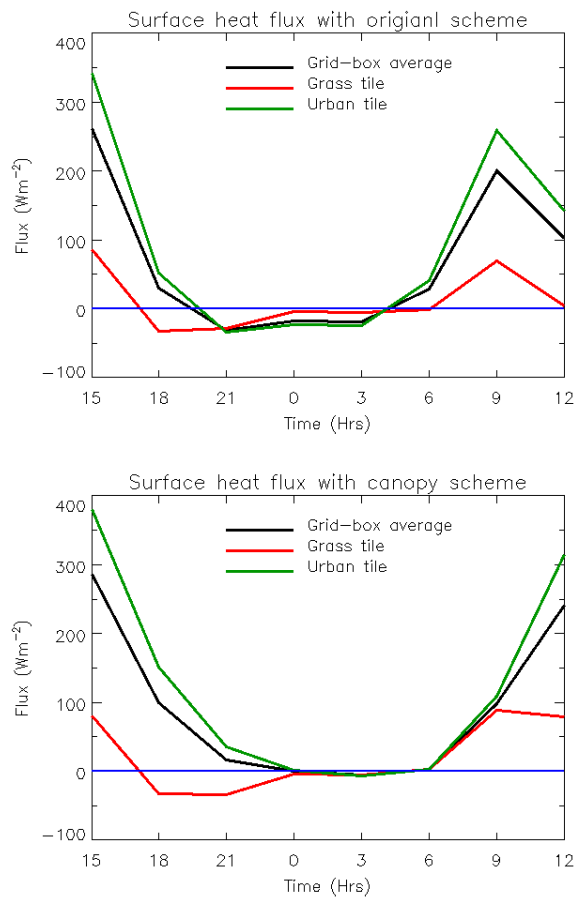 Surface heat flux with origianl scheme
400
300
200
100
0
−100
Flux (Wm−2)
Grid−box average
Grass tile
Urban tile
15 18 21 0 3 6 9 12
Time (Hrs)
Surface heat flux with canopy scheme
400
300
200
100
0
−100
Flux (Wm−2)
Grid−box average
Grass tile
Urban tile
15 18 21 0 3 6 9 12
Time (Hrs)